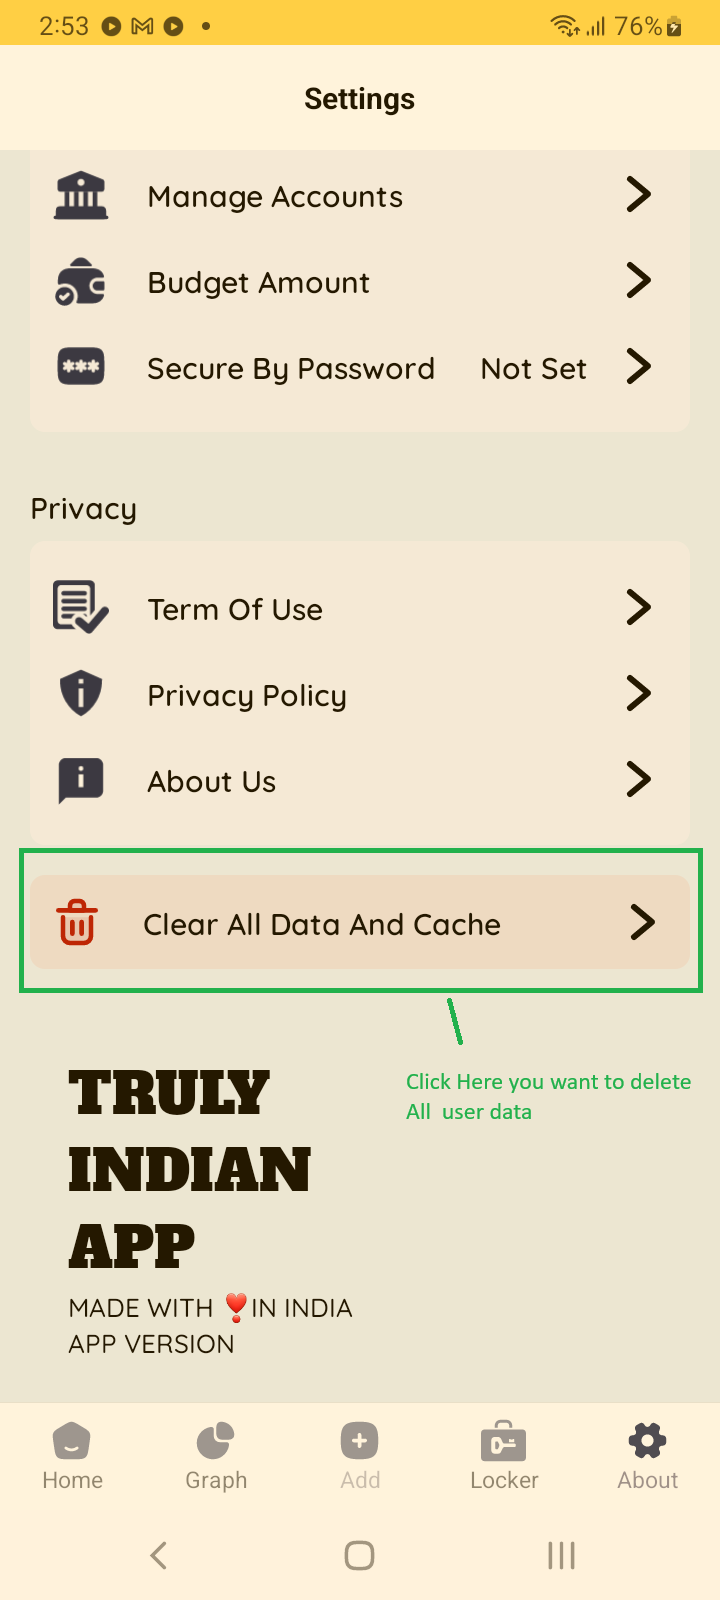 2:53
76%
Settings
Manage Accounts
Budget Amount
*** Secure By Password Not Set
Privacy
Term Of Use
Privacy Policy
About Us
Clear All Data And Cache
Click Here you want to delete
All user data
TRULY
INDIAN
APP
MADE WITH ❣️IN INDIA
APP VERSION
Home Graph Add Locker About